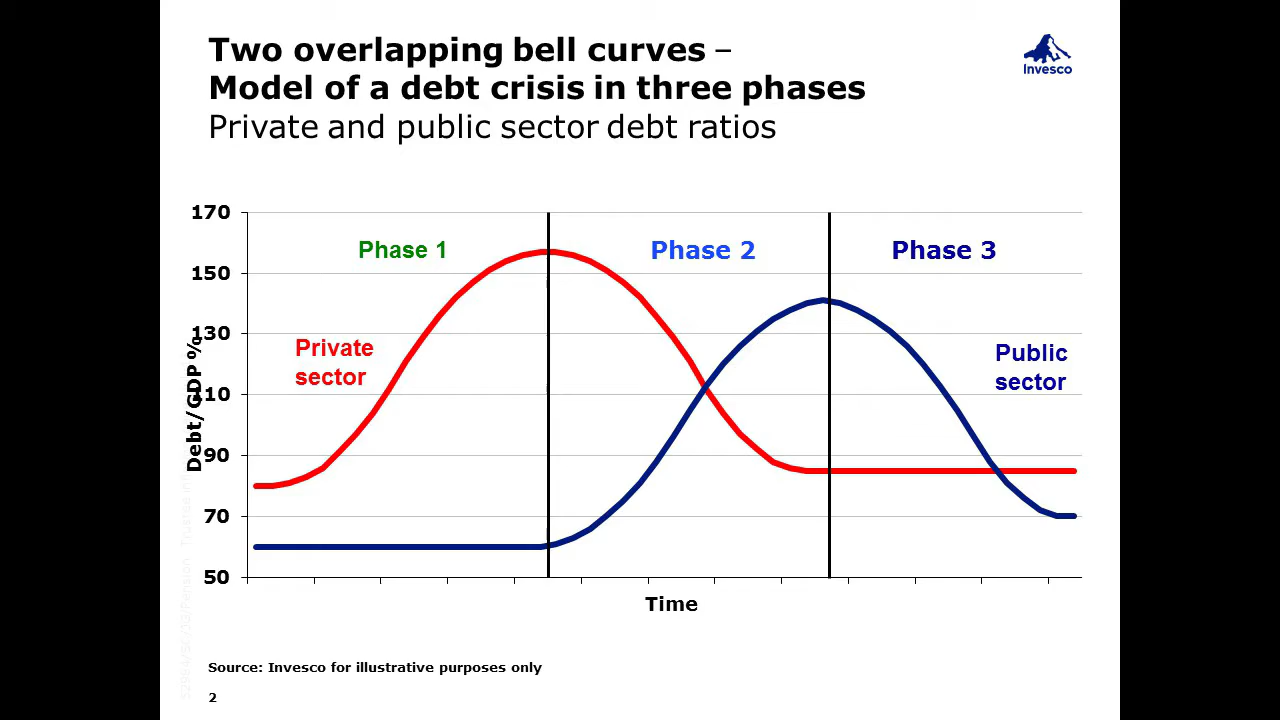 Two overlapping bell curves –
Model of a debt crisis in three phases
Private and public sector debt ratios
Invesco
170
150
130
110
90
70
50
Debt/GDP %
Phase 1
Phase 2
Phase 3
Private
sector
Public
sector
Time
Source: Invesco for illustrative purposes only
2